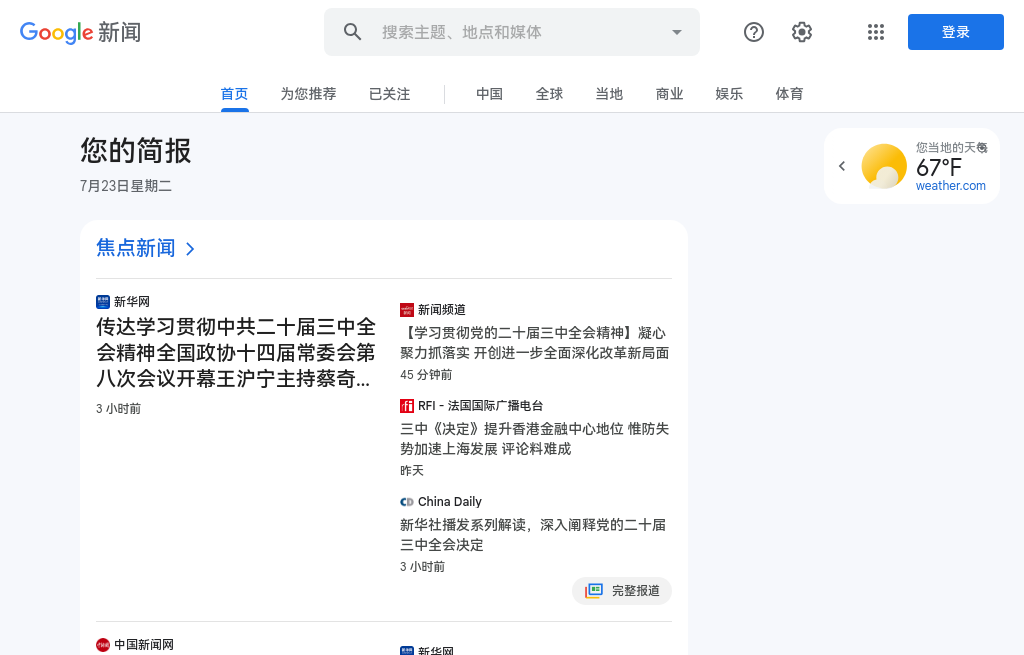 Google 新闻
搜索主题、地点和媒体
登录
首页
为您推荐
已关注
中国
全球
当地
商业
娱乐
体育
您的简报
7月23日星期二
您当地的天气
67°F
weather.com
焦点新闻
新华网
传达学习贯彻中共二十届三中全
会精神全国政协十四届常委会第
八次会议开幕王沪宁主持蔡奇...
3 小时前
新闻频道
【学习贯彻党的二十届三中全会精神】凝心
聚力抓落实 开创进一步全面深化改革新局面
45 分钟前
RFI - 法国国际广播电台
三中《决定》提升香港金融中心地位 惟防失
势加速上海发展 评论料难成
昨天
China Daily
新华社播发系列解读，深入阐释党的二十届
三中全会决定
3 小时前
完整报道
中国新闻网
新华网